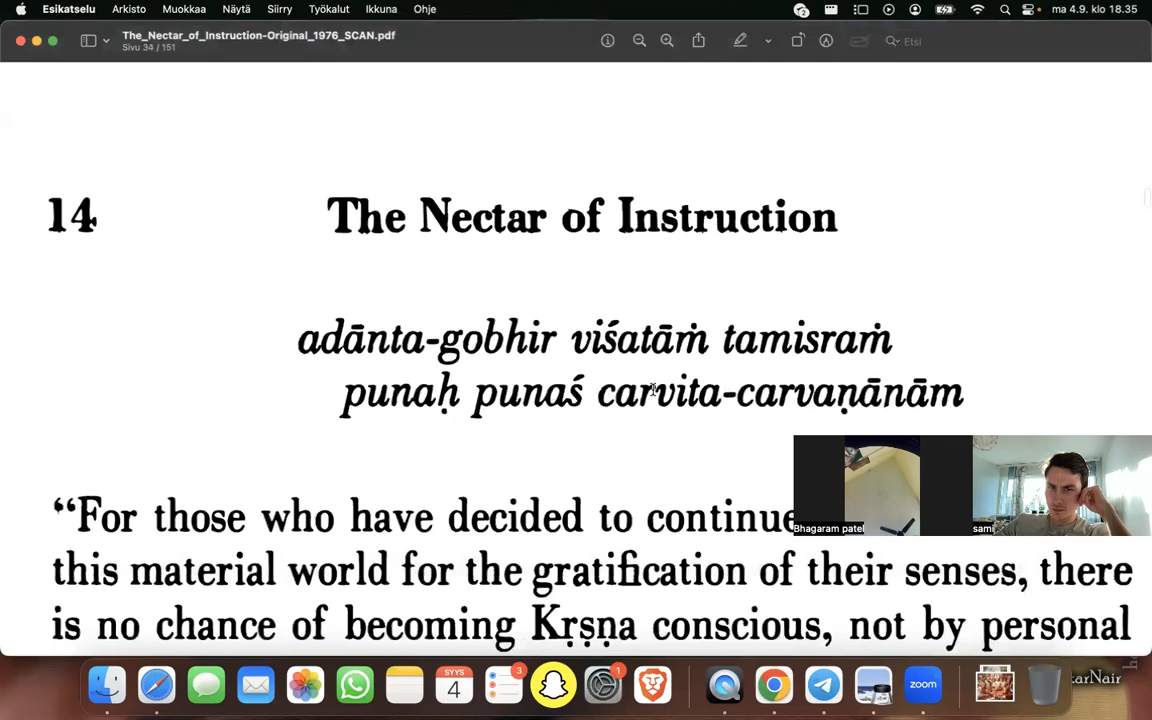 Esikatselu Arkisto Muokkaa Näytä Siirry Työkalut Ikkuna Ohje
2
ma 4.9. klo 18.35
The_Nectar_of_Instruction-Original_1976_SCAN.pdf
Sivu 34 / 151
Etsi
14 The Nectar of Instruction
adānta-gobhir viśatāṁ tamisraṁ
punaḥ punaś carvita-carvaṇānām
“For those who have decided to continue
this material world for the gratification of their senses, there
is no chance of becoming Kṛṣṇa conscious, not by personal
Bhagaram patel
sami
SYYS
4
3
1
zoom